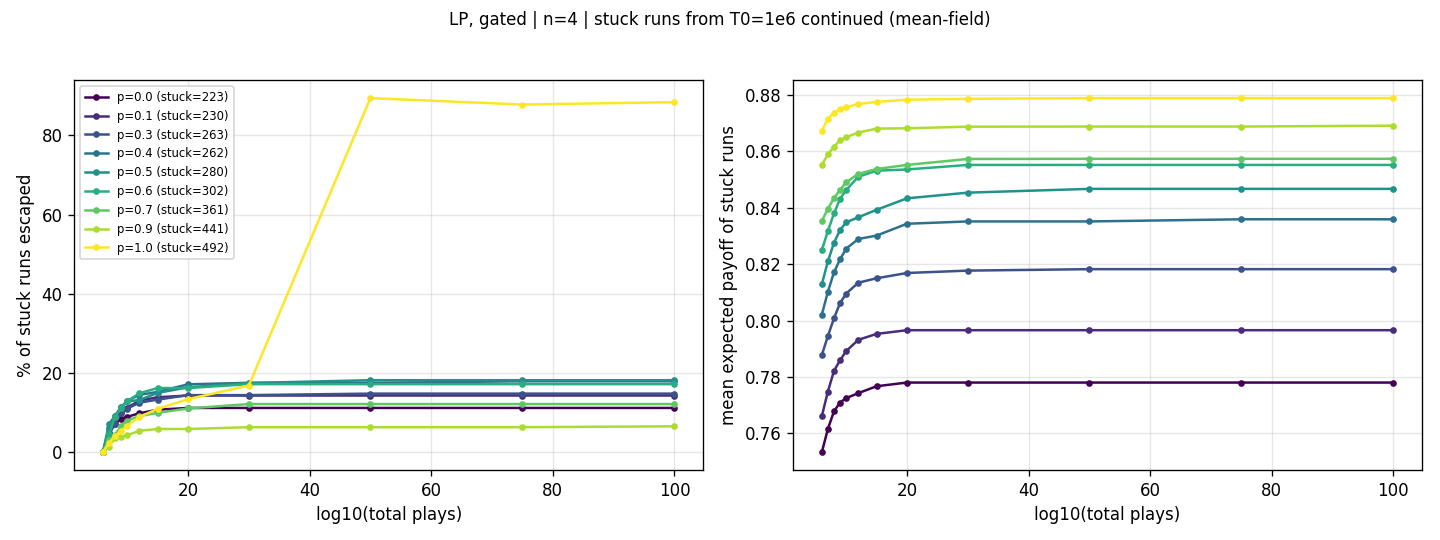 LP, gated | n=4 | stuck runs from T0=1e6 continued (mean-field)
% of stuck runs escaped
80
60
40
20
0
p=0.0 (stuck=223)
p=0.1 (stuck=230)
p=0.3 (stuck=263)
p=0.4 (stuck=262)
p=0.5 (stuck=280)
p=0.6 (stuck=302)
p=0.7 (stuck=361)
p=0.9 (stuck=441)
p=1.0 (stuck=492)
20 40 60 80 100
log10(total plays)
mean expected payoff of stuck runs
0.88
0.86
0.84
0.82
0.80
0.78
0.76
20 40 60 80 100
log10(total plays)